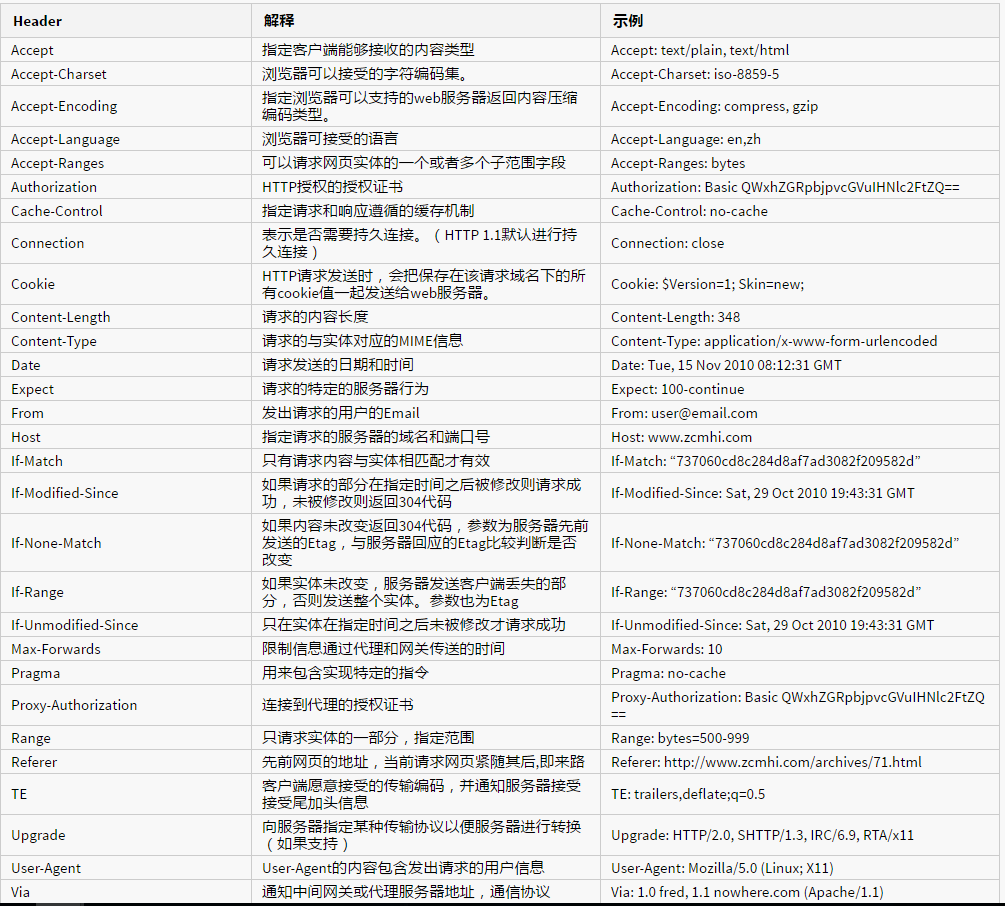 Header 解释 示例
Accept 指定客户端能够接收的内容类型 Accept: text/plain, text/html
Accept-Charset 浏览器可以接受的字符编码集。 Accept-Charset: iso-8859-5
Accept-Encoding 指定浏览器可以支持的web服务器返回内容压缩 Accept-Encoding: compress, gzip
编码类型。
Accept-Language 浏览器可接受的语言 Accept-Language: en,zh
Accept-Ranges 可以请求网页实体的一个或者多个子范围字段 Accept-Ranges: bytes
Authorization HTTP授权的授权证书 Authorization: Basic QWxhZGRpbjpvcGVuIHNlc2FtZQ==
Cache-Control 指定请求和响应遵循的缓存机制 Cache-Control: no-cache
Connection 表示是否需要持久连接。（HTTP 1.1默认进行持 Connection: close
久连接）
Cookie HTTP请求发送时，会把保存在该请求域名下的所 Cookie: $Version=1; Skin=new;
有cookie值一起发送给web服务器。
Content-Length 请求的内容长度 Content-Length: 348
Content-Type 请求的与实体对应的MIME信息 Content-Type: application/x-www-form-urlencoded
Date 请求发送的日期和时间 Date: Tue, 15 Nov 2010 08:12:31 GMT
Expect 请求的特定的服务器行为 Expect: 100-continue
From 发出请求的用户的Email From: user@email.com
Host 指定请求的服务器的域名和端口号 Host: www.zcmhi.com
If-Match 只有请求内容与实体相匹配才有效 If-Match: “737060cd8c284d8af7ad3082f209582d”
If-Modified-Since 如果请求的部分在指定时间之后被修改则请求成 If-Modified-Since: Sat, 29 Oct 2010 19:43:31 GMT
功，未被修改则返回304代码
If-None-Match 如果内容未改变返回304代码，参数为服务器先前 If-None-Match: “737060cd8c284d8af7ad3082f209582d”
发送的Etag，与服务器回应的Etag比较判断是否
改变
If-Range 如果实体未改变，服务器发送客户端丢失的部 If-Range: “737060cd8c284d8af7ad3082f209582d”
分，否则发送整个实体。参数也为Etag
If-Unmodified-Since 只在实体在指定时间之后未被修改才请求成功 If-Unmodified-Since: Sat, 29 Oct 2010 19:43:31 GMT
Max-Forwards 限制信息通过代理和网关传送的时间 Max-Forwards: 10
Pragma 用来包含实现特定的指令 Pragma: no-cache
Proxy-Authorization 连接到代理的授权证书 Proxy-Authorization: Basic QWxhZGRpbjpvcGVuIHNlc2FtZQ
==
Range 只请求实体的一部分，指定范围 Range: bytes=500-999
Referer 先前网页的地址，当前请求网页紧随其后,即来路 Referer: http://www.zcmhi.com/archives/71.html
TE 客户端愿意接受的传输编码，并通知服务器接受 TE: trailers,deflate;q=0.5
接受尾加头信息
Upgrade 向服务器指定某种传输协议以便服务器进行转换 Upgrade: HTTP/2.0, SHTTP/1.3, IRC/6.9, RTA/x11
（如果支持）
User-Agent User-Agent的内容包含发出请求的用户信息 User-Agent: Mozilla/5.0 (Linux; X11)
Via 通知中间网关或代理服务器地址，通信协议 Via: 1.0 fred, 1.1 nowhere.com (Apache/1.1)